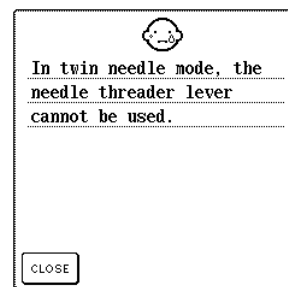 In twin needle mode, the
needle threader lever
cannot be used.
CLOSE